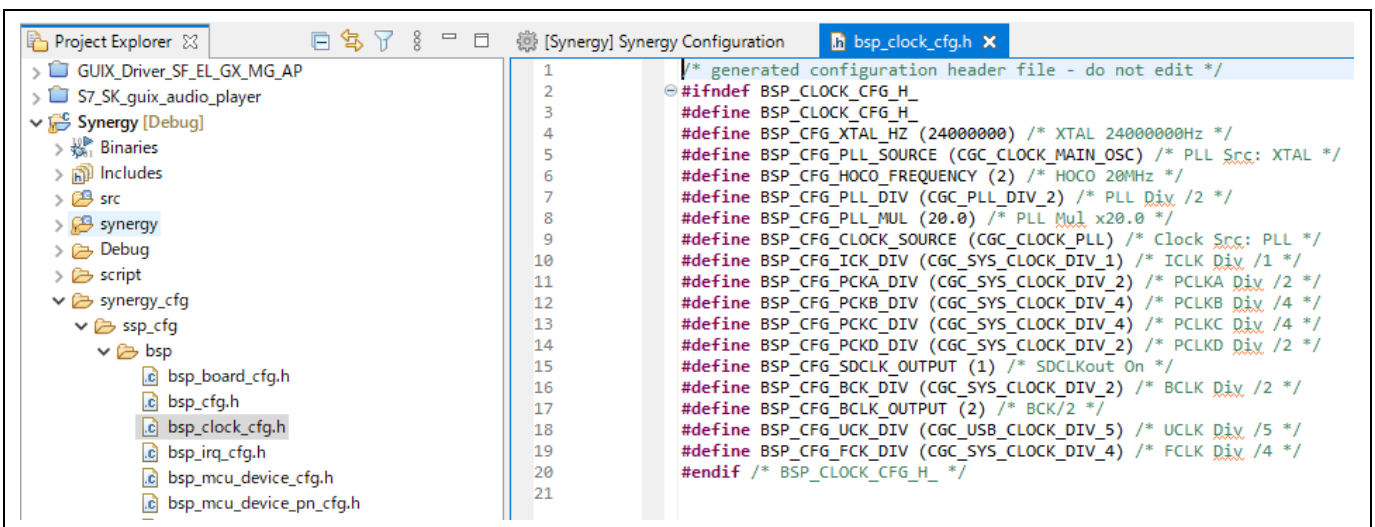 Project Explorer
GUIX_Driver_SF_EL_GX_MG_AP
S7_SK_guix_audio_player
Synergy [Debug]
Binaries
Includes
src
synergy
Debug
script
synergy_cfg
ssp_cfg
bsp
bsp_board_cfg.h
bsp_cfg.h
bsp_clock_cfg.h
bsp_irq_cfg.h
bsp_mcu_device_cfg.h
bsp_mcu_device_pn_cfg.h
[Synergy] Synergy Configuration
bsp_clock_cfg.h
1 /* generated configuration header file - do not edit */
2 #ifndef BSP_CLOCK_CFG_H_
3 #define BSP_CLOCK_CFG_H_
4 #define BSP_CFG_XTAL_HZ (24000000) /* XTAL 24000000Hz */
5 #define BSP_CFG_PLL_SOURCE (CGC_CLOCK_MAIN_OSC) /* PLL Src: XTAL */
6 #define BSP_CFG_HOCO_FREQUENCY (2) /* HOCO 20MHz */
7 #define BSP_CFG_PLL_DIV (CGC_PLL_DIV_2) /* PLL Div /2 */
8 #define BSP_CFG_PLL_MUL (20.0) /* PLL Mul x20.0 */
9 #define BSP_CFG_CLOCK_SOURCE (CGC_CLOCK_PLL) /* Clock Src: PLL */
10 #define BSP_CFG_ICK_DIV (CGC_SYS_CLOCK_DIV_1) /* ICLK Div /1 */
11 #define BSP_CFG_PCKA_DIV (CGC_SYS_CLOCK_DIV_2) /* PCLKA Div /2 */
12 #define BSP_CFG_PCKB_DIV (CGC_SYS_CLOCK_DIV_4) /* PCLKB Div /4 */
13 #define BSP_CFG_PCKC_DIV (CGC_SYS_CLOCK_DIV_4) /* PCLKC Div /4 */
14 #define BSP_CFG_PCKD_DIV (CGC_SYS_CLOCK_DIV_2) /* PCLKD Div /2 */
15 #define BSP_CFG_SDCLK_OUTPUT (1) /* SDCLKout On */
16 #define BSP_CFG_BCK_DIV (CGC_SYS_CLOCK_DIV_2) /* BCLK Div /2 */
17 #define BSP_CFG_BCLK_OUTPUT (2) /* BCK/2 */
18 #define BSP_CFG_UCK_DIV (CGC_USB_CLOCK_DIV_5) /* UCLK Div /5 */
19 #define BSP_CFG_FCK_DIV (CGC_SYS_CLOCK_DIV_4) /* FCLK Div /4 */
20 #endif /* BSP_CLOCK_CFG_H_ */
21